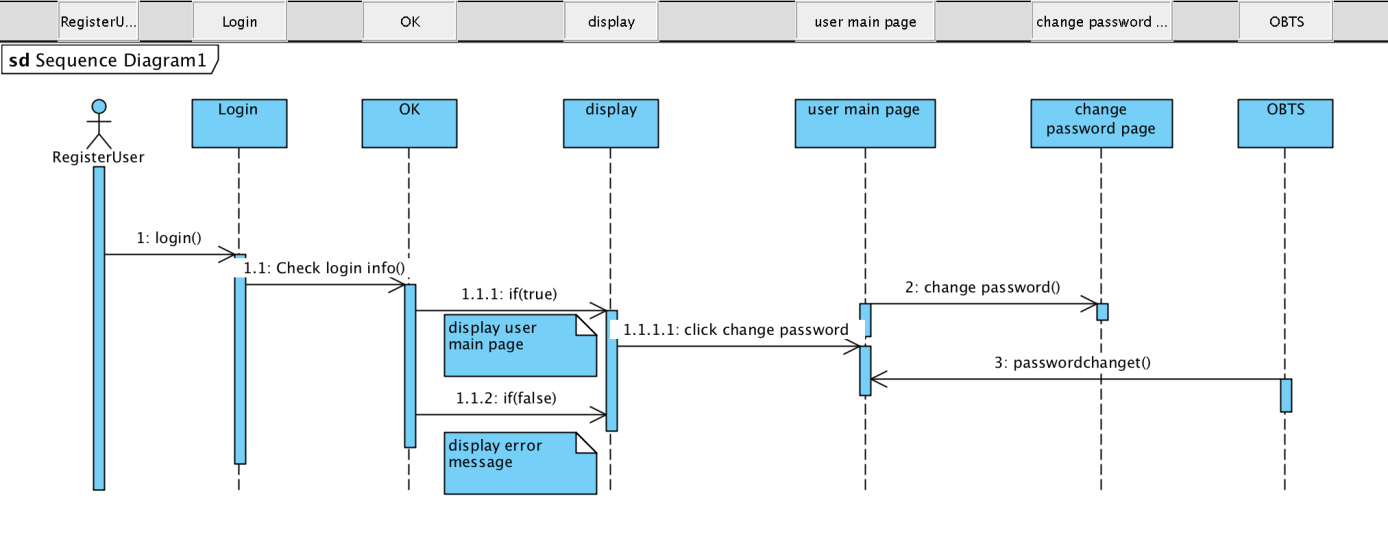 RegisterU...
Login
OK
display
user main page
change password ...
OBTS
sd Sequence Diagram1
RegisterUser
Login
OK
display
user main page
change
password page
OBTS
1: login()
1.1: Check login info()
1.1.1: if(true)
2: change password()
display user
main page
1.1.1.1: click change password
3: passwordchanget()
1.1.2: if(false)
display error
message